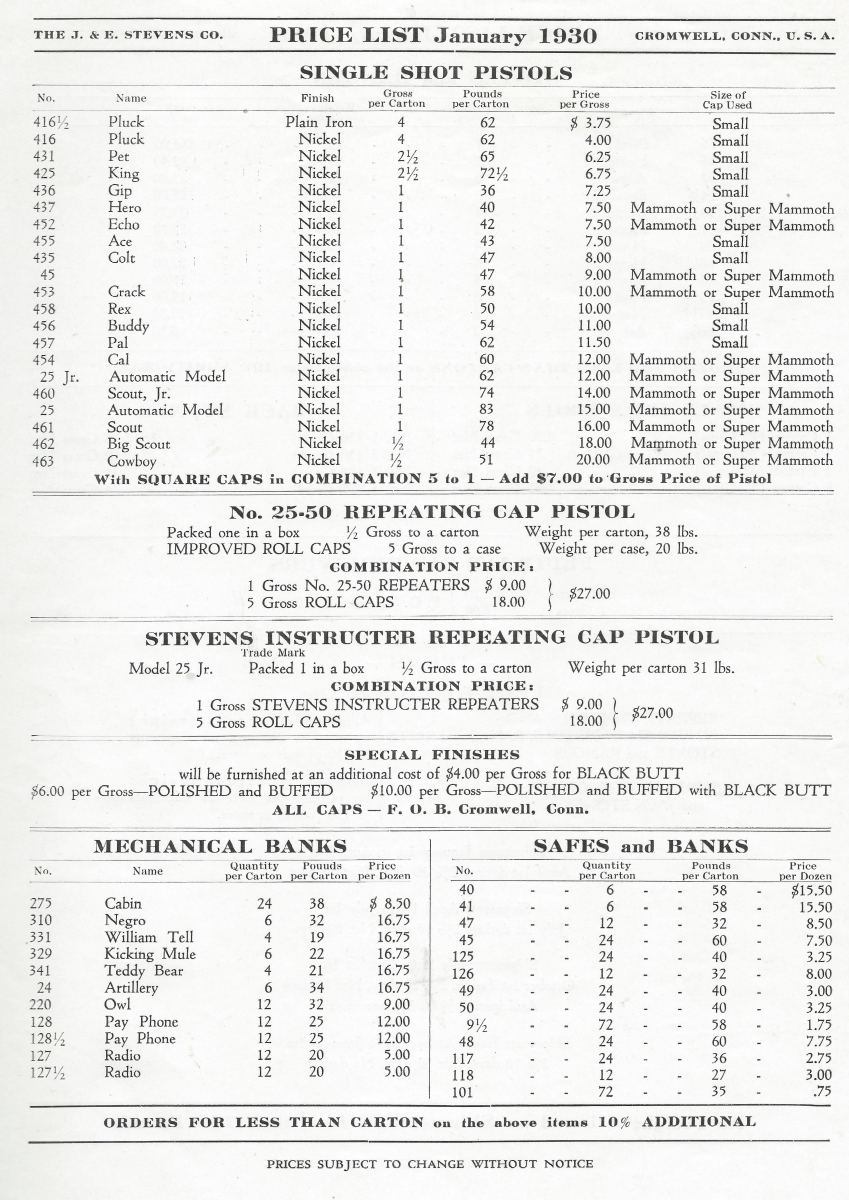 THE J. & E. STEVENS CO. PRICE LIST January 1930 CROMWELL, CONN., U. S. A.
SINGLE SHOT PISTOLS
No. Name Finish Gross per Carton Pounds per Carton Price per Gross Size of Cap Used
416½ Pluck Plain Iron 4 62 $ 3.75 Small
416 Pluck Nickel 4 62 4.00 Small
431 Pet Nickel 2½ 65 6.25 Small
425 King Nickel 2½ 72½ 6.75 Small
436 Gip Nickel 1 36 7.25 Small
437 Hero Nickel 1 40 7.50 Mammoth or Super Mammoth
452 Echo Nickel 1 42 7.50 Mammoth or Super Mammoth
455 Ace Nickel 1 43 7.50 Small
435 Colt Nickel 1 47 8.00 Small
45 Nickel 1 47 9.00 Mammoth or Super Mammoth
453 Crack Nickel 1 58 10.00 Mammoth or Super Mammoth
458 Rex Nickel 1 50 10.00 Small
456 Buddy Nickel 1 54 11.00 Small
457 Pal Nickel 1 62 11.50 Small
454 Cal Nickel 1 60 12.00 Mammoth or Super Mammoth
25 Jr. Automatic Model Nickel 1 62 12.00 Mammoth or Super Mammoth
460 Scout, Jr. Nickel 1 74 14.00 Mammoth or Super Mammoth
25 Automatic Model Nickel 1 83 15.00 Mammoth or Super Mammoth
461 Scout Nickel 1 78 16.00 Mammoth or Super Mammoth
462 Big Scout Nickel ½ 44 18.00 Mammoth or Super Mammoth
463 Cowboy Nickel ½ 51 20.00 Mammoth or Super Mammoth
With SQUARE CAPS in COMBINATION 5 to 1 — Add $7.00 to Gross Price of Pistol
No. 25-50 REPEATING CAP PISTOL
Packed one in a box ½ Gross to a carton Weight per carton, 38 lbs.
IMPROVED ROLL CAPS 5 Gross to a case Weight per case, 20 lbs.
COMBINATION PRICE:
1 Gross No. 25-50 REPEATERS $ 9.00 } $27.00
5 Gross ROLL CAPS 18.00
STEVENS INSTRUCTER REPEATING CAP PISTOL
Trade Mark
Model 25 Jr. Packed 1 in a box ½ Gross to a carton Weight per carton 31 lbs.
COMBINATION PRICE:
1 Gross STEVENS INSTRUCTER REPEATERS $ 9.00 } $27.00
5 Gross ROLL CAPS 18.00
SPECIAL FINISHES
will be furnished at an additional cost of $4.00 per Gross for BLACK BUTT
$6.00 per Gross—POLISHED and BUFFED $10.00 per Gross—POLISHED and BUFFED with BLACK BUTT
ALL CAPS — F. O. B. Cromwell, Conn.
MECHANICAL BANKS
No. Name Quantity per Carton Pounds per Carton Price per Dozen
275 Cabin 24 38 $ 8.50
310 Negro 6 32 16.75
331 William Tell 4 19 16.75
329 Kicking Mule 6 22 16.75
341 Teddy Bear 4 21 16.75
24 Artillery 6 34 16.75
220 Owl 12 32 9.00
128 Pay Phone 12 25 12.00
128½ Pay Phone 12 25 12.00
127 Radio 12 20 5.00
127½ Radio 12 20 5.00
SAFES and BANKS
No. Quantity per Carton Pounds per Carton Price per Dozen
40 - - 6 - - 58 - $15.50
41 - - 6 - - 58 - 15.50
47 - - 12 - - 32 - 8.50
45 - - 24 - - 60 - 7.50
125 - - 24 - - 40 - 3.25
126 - - 12 - - 32 - 8.00
49 - - 24 - - 40 - 3.00
50 - - 24 - - 40 - 3.25
9½ - - 72 - - 58 - 1.75
48 - - 24 - - 60 - 7.75
117 - - 24 - - 36 - 2.75
118 - - 12 - - 27 - 3.00
101 - - 72 - - 35 - .75
ORDERS FOR LESS THAN CARTON on the above items 10% ADDITIONAL
PRICES SUBJECT TO CHANGE WITHOUT NOTICE